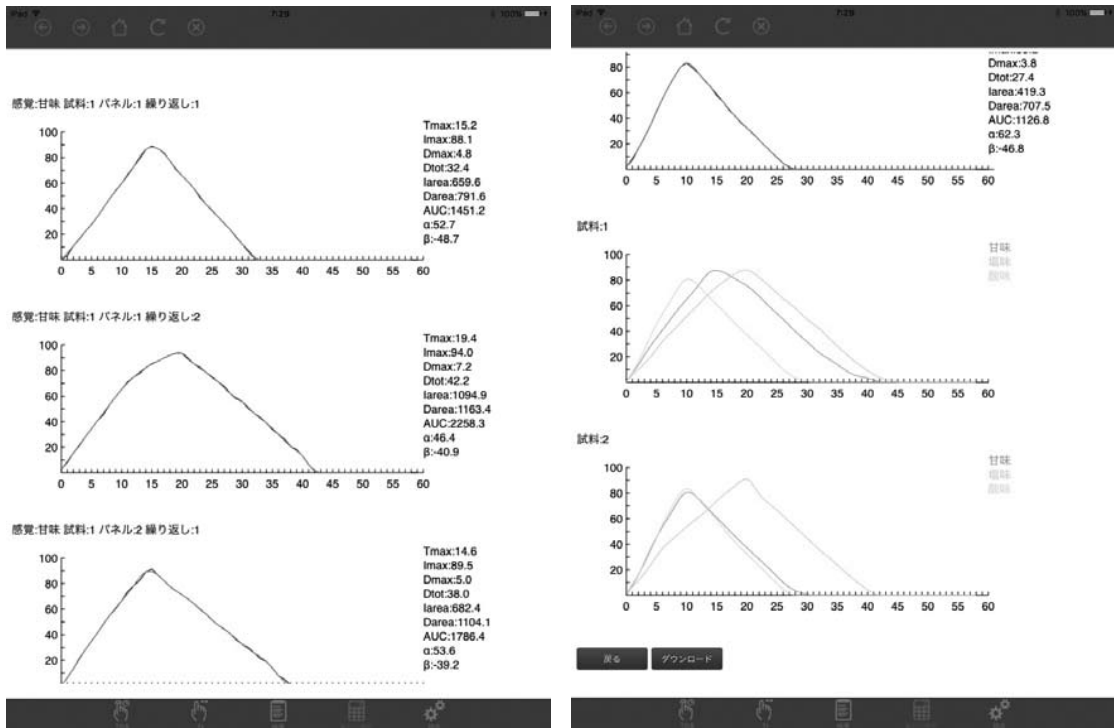 iPad
7:29
100%
感覚:甘味 試料:1 パネル:1 繰り返し:1
100
80
60
40
20
0 5 10 15 20 25 30 35 40 45 50 55 60
Tmax:15.2
Imax:88.1
Dmax:4.8
Dtot:32.4
Iarea:659.6
Darea:791.6
AUC:1451.2
α:52.7
β:-48.7
感覚:甘味 試料:1 パネル:1 繰り返し:2
100
80
60
40
20
0 5 10 15 20 25 30 35 40 45 50 55 60
Tmax:19.4
Imax:94.0
Dmax:7.2
Dtot:42.2
Iarea:1094.9
Darea:1163.4
AUC:2258.3
α:46.4
β:-40.9
感覚:甘味 試料:1 パネル:2 繰り返し:1
100
80
60
40
20
Tmax:14.6
Imax:89.5
Dmax:5.0
Dtot:38.0
Iarea:682.4
Darea:1104.1
AUC:1786.4
α:53.6
β:-39.2
iPad
7:29
100%
80
60
40
20
0 5 10 15 20 25 30 35 40 45 50 55 60
Dmax:3.8
Dtot:27.4
Iarea:419.3
Darea:707.5
AUC:1126.8
α:62.3
β:-46.8
試料:1
100
80
60
40
20
0 5 10 15 20 25 30 35 40 45 50 55 60
甘味
塩味
酸味
試料:2
100
80
60
40
20
0 5 10 15 20 25 30 35 40 45 50 55 60
甘味
塩味
酸味
戻る
ダウンロード